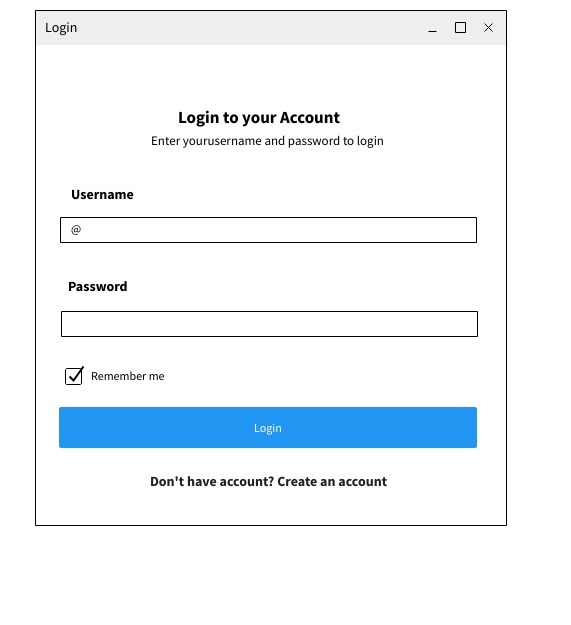 Login
Login to your Account
Enter yourusername and password to login
Username
@
Password
Remember me
Login
Don't have account? Create an account